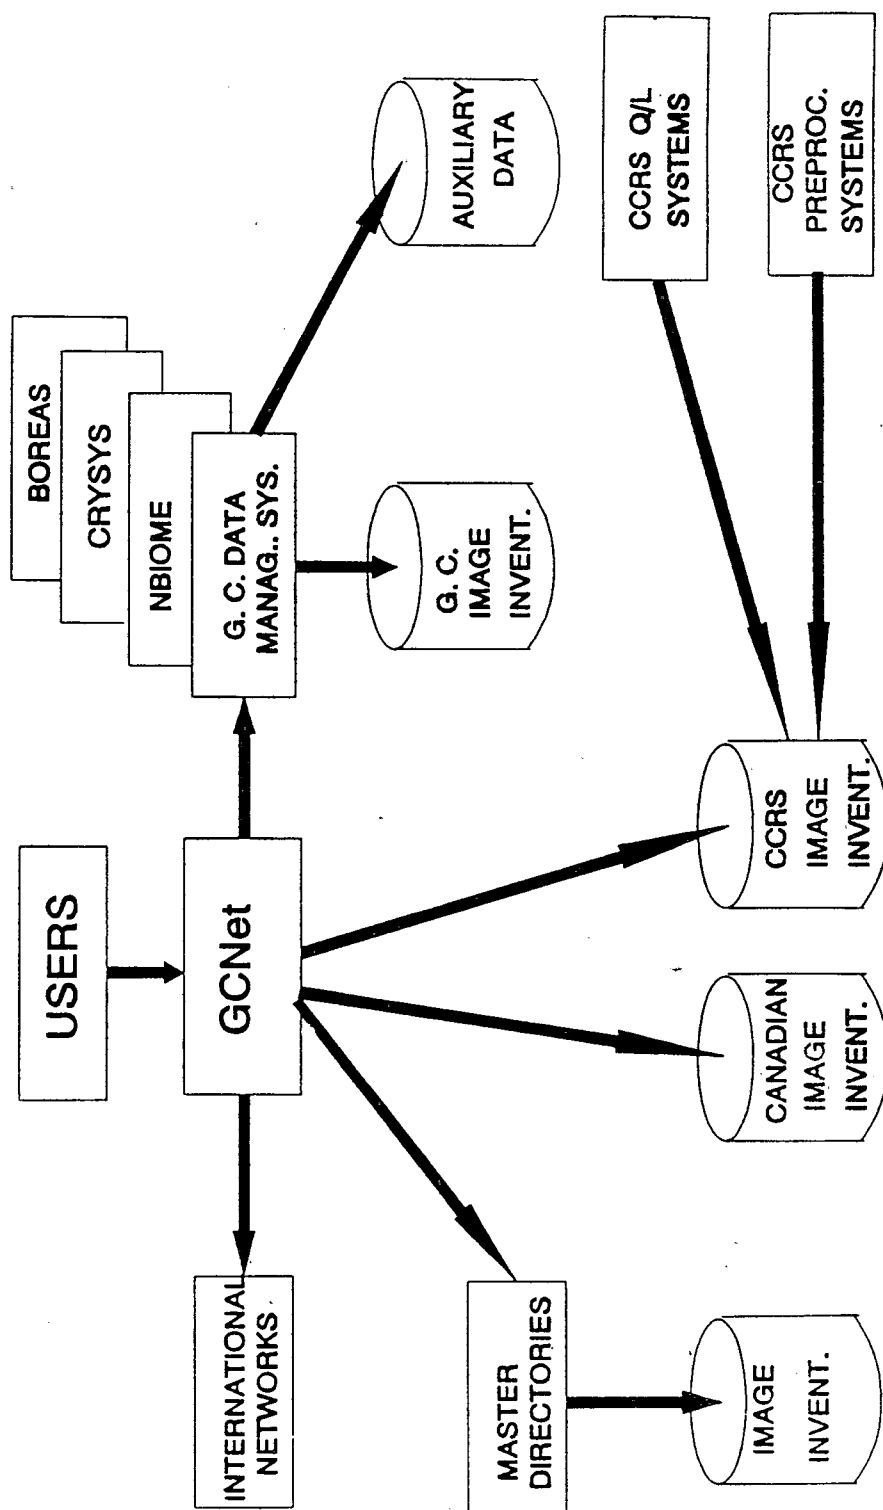 USERS
GCNet
INTERNATIONAL
NETWORKS
BOREAS
CRYSYS
NBIOME
G. C. DATA
MANAG.. SYS.
MASTER
DIRECTORIES
G. C.
IMAGE
INVENT.
AUXILIARY
DATA
IMAGE
INVENT.
CANADIAN
IMAGE
INVENT.
CCRS
IMAGE
INVENT.
CCRS Q/L
SYSTEMS
CCRS
PREPROC.
SYSTEMS